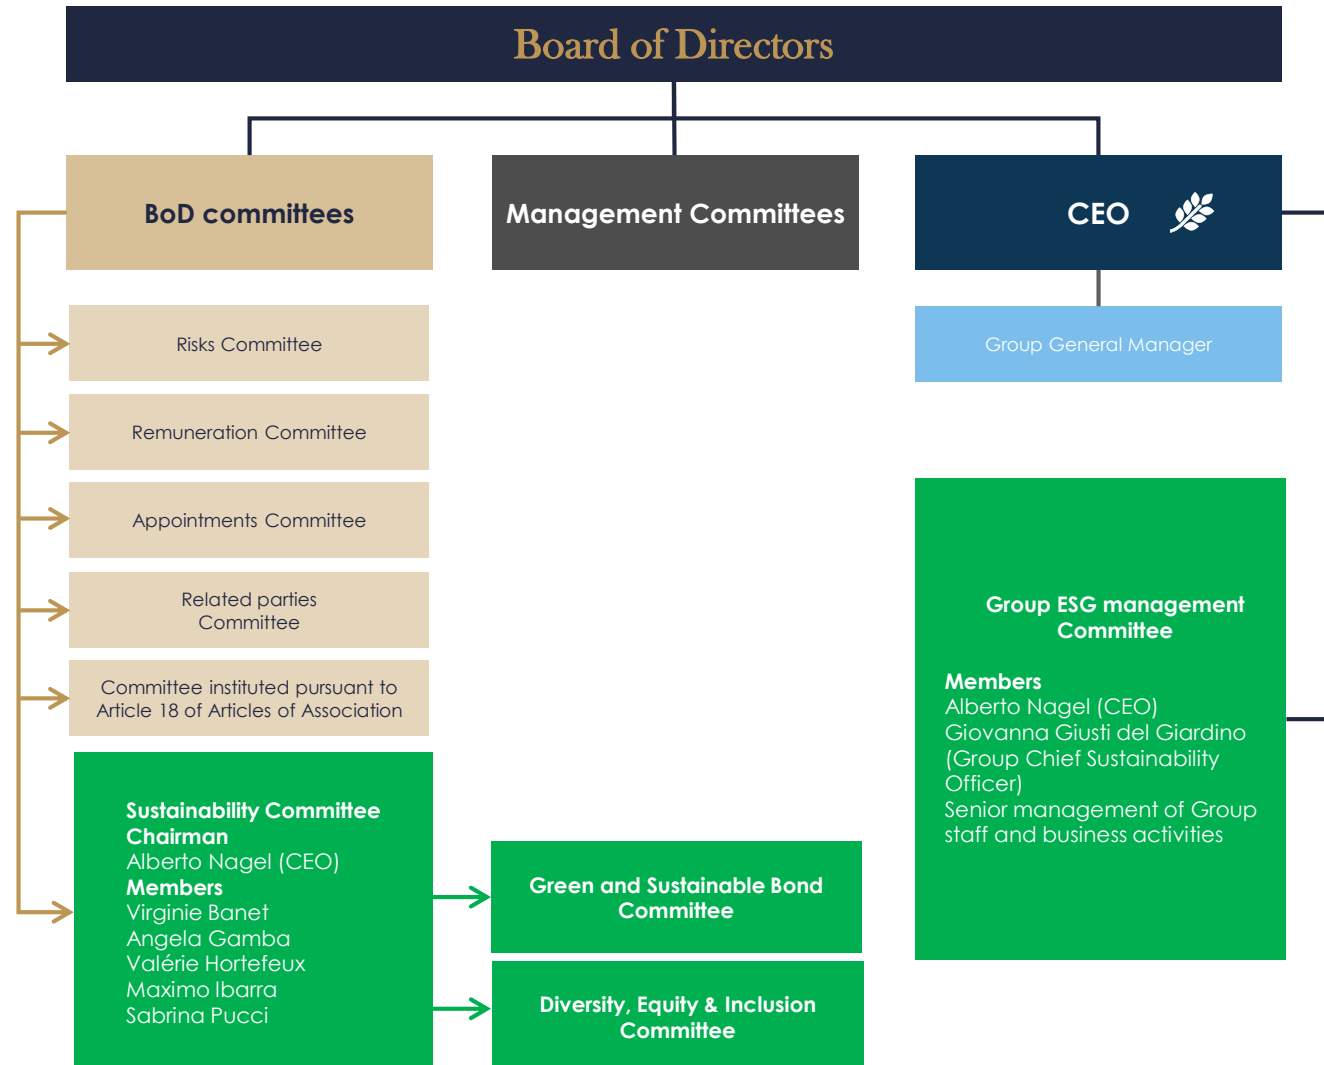 Board of Directors
BoD committees
Management Committees
CEO
Risks Committee
Group General Manager
Remuneration Committee
Appointments Committee
Related parties
Committee
Committee instituted pursuant to
Article 18 of Articles of Association
Sustainability Committee
Chairman
Alberto Nagel (CEO)
Members
Virginie Banet
Angela Gamba
Valérie Hortefeux
Maximo Ibarra
Sabrina Pucci
Green and Sustainable Bond
Committee
Diversity, Equity & Inclusion
Committee
Group ESG management
Committee
Members
Alberto Nagel (CEO)
Giovanna Giusti del Giardino
(Group Chief Sustainability
Officer)
Senior management of Group
staff and business activities